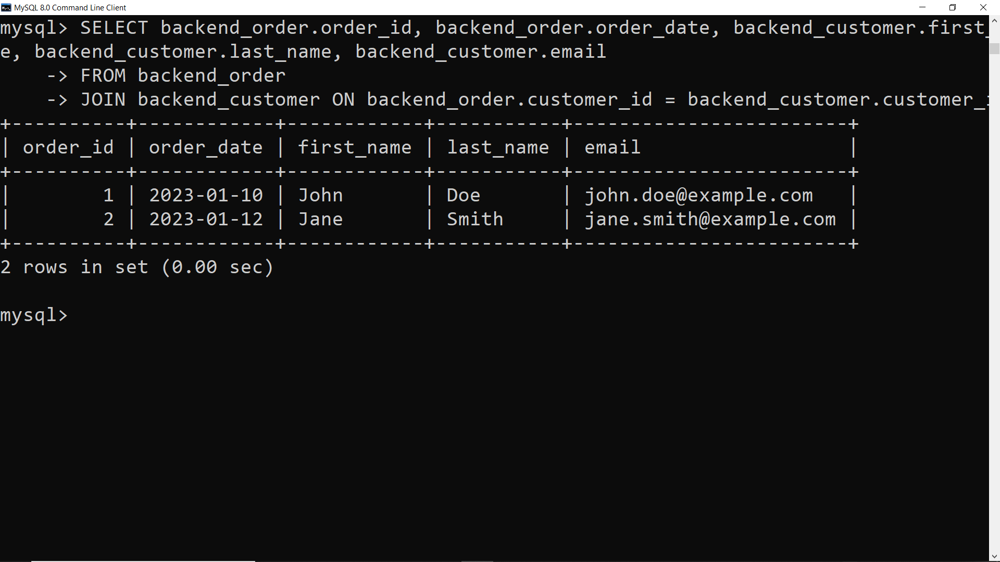 MySQL 8.0 Command Line Client
mysql> SELECT backend_order.order_id, backend_order.order_date, backend_customer.first_
e, backend_customer.last_name, backend_customer.email
    -> FROM backend_order
    -> JOIN backend_customer ON backend_order.customer_id = backend_customer.customer_i
+----------+------------+------------+-----------+------------------------+
| order_id | order_date | first_name | last_name | email                  |
+----------+------------+------------+-----------+------------------------+
|        1 | 2023-01-10 | John       | Doe       | john.doe@example.com   |
|        2 | 2023-01-12 | Jane       | Smith     | jane.smith@example.com |
+----------+------------+------------+-----------+------------------------+
2 rows in set (0.00 sec)
mysql>